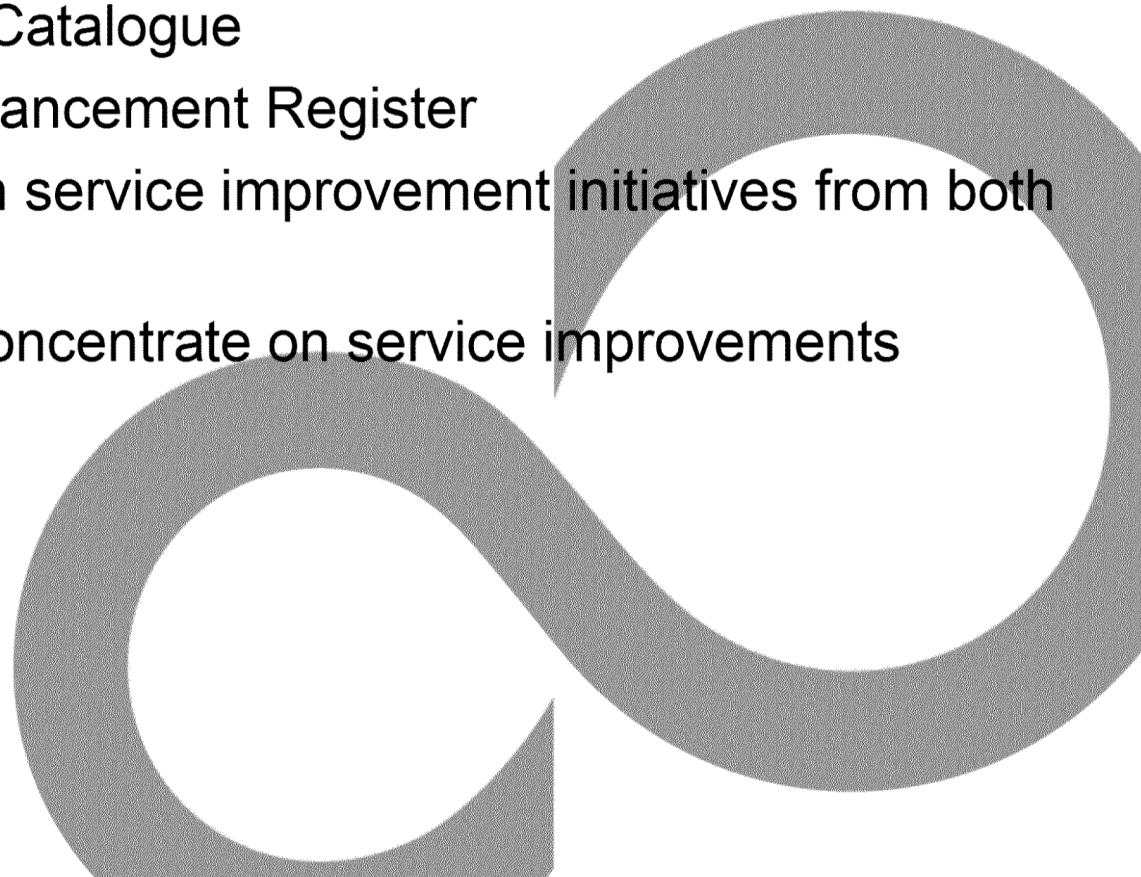 Catalogue
ancement Register
service improvement initiatives from both
oncentrate on service improvements